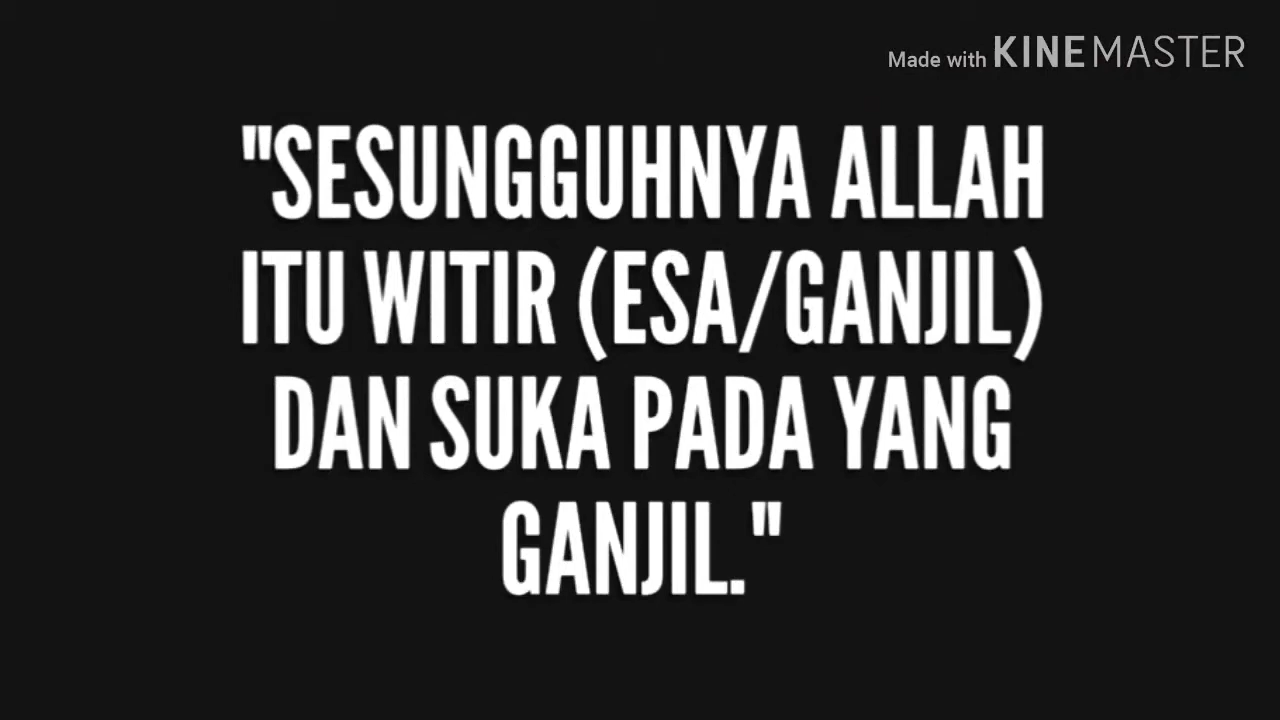 Made with KINEMASTER
"SESUNGGUHNYA ALLAH
ITU WITIR (ESA/GANJIL)
DAN SUKA PADA YANG
GANJIL."